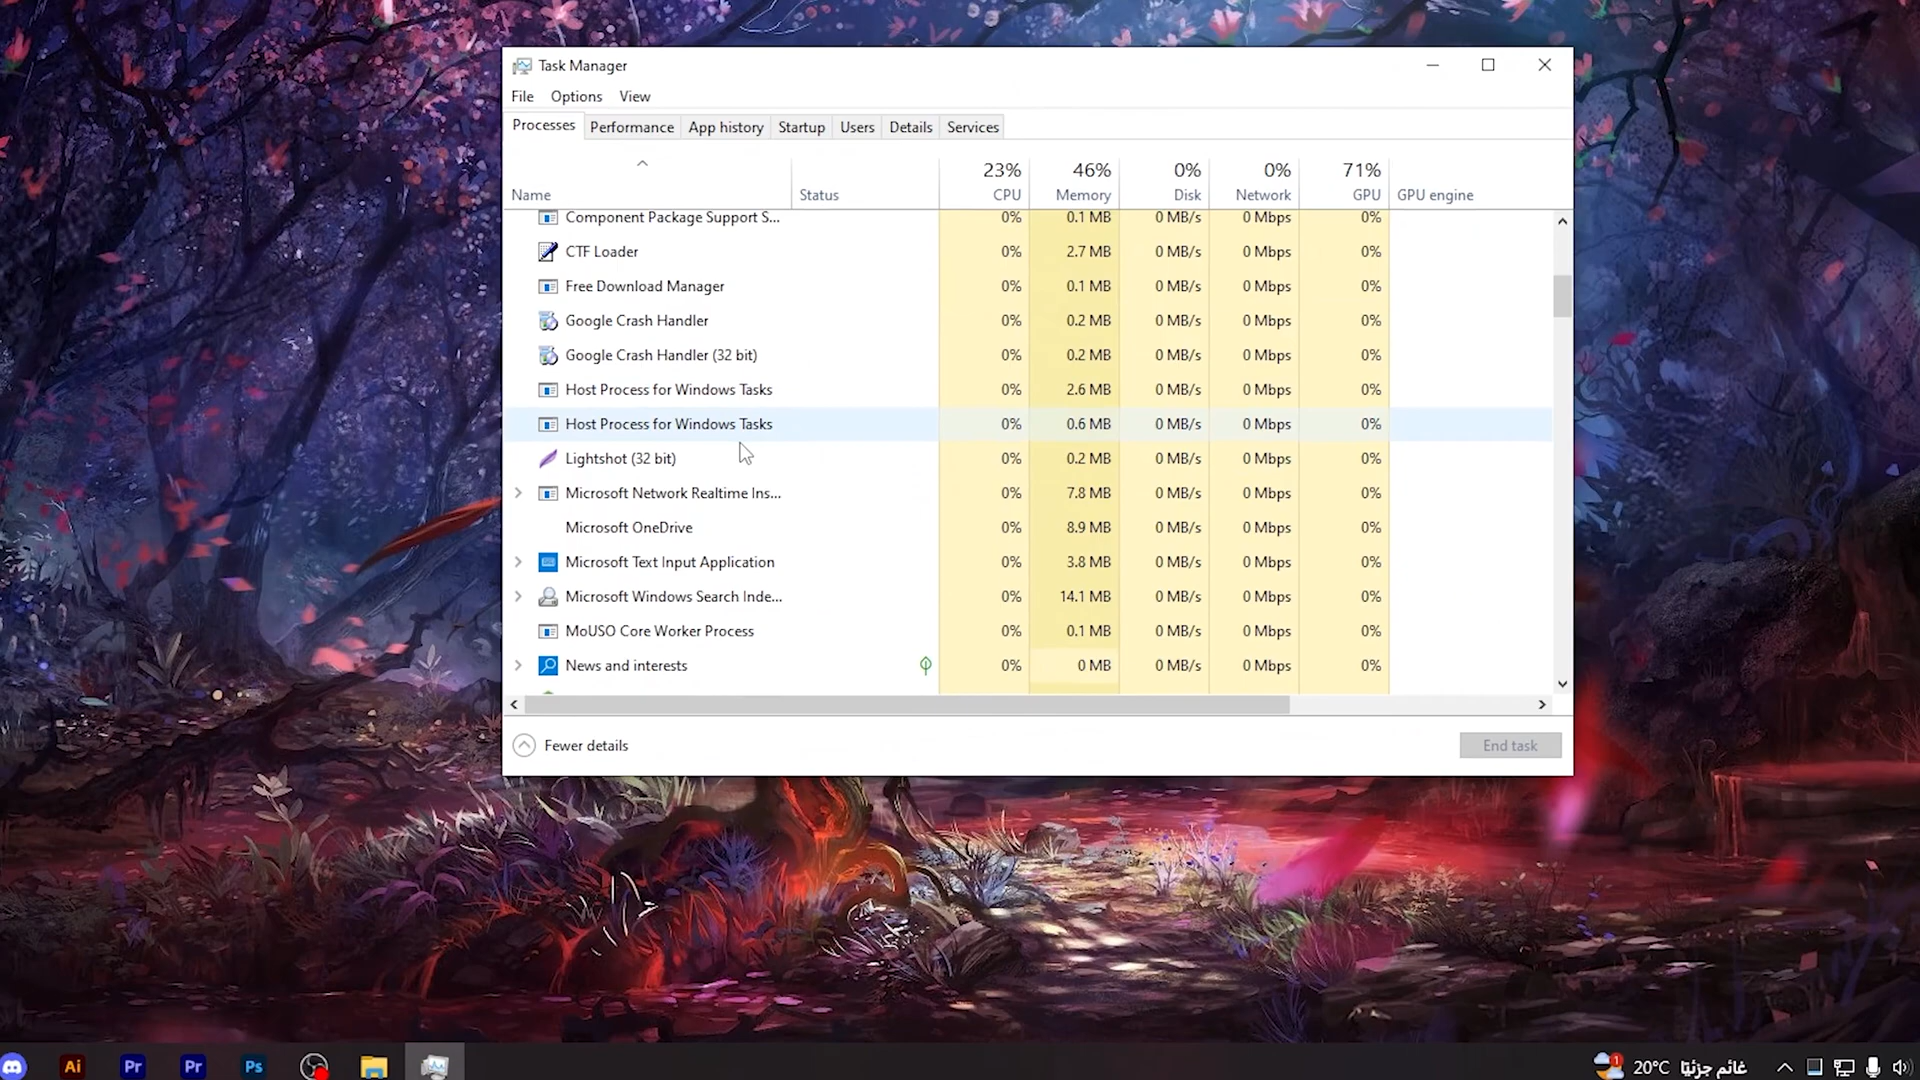 Task Manager
File Options View
Processes Performance App history Startup Users Details Services
23% 46% 0% 0% 71%
Name Status CPU Memory Disk Network GPU GPU engine
Component Package Support S... 0% 0.1 MB 0 MB/s 0 Mbps 0%
CTF Loader 0% 2.7 MB 0 MB/s 0 Mbps 0%
Free Download Manager 0% 0.1 MB 0 MB/s 0 Mbps 0%
Google Crash Handler 0% 0.2 MB 0 MB/s 0 Mbps 0%
Google Crash Handler (32 bit) 0% 0.2 MB 0 MB/s 0 Mbps 0%
Host Process for Windows Tasks 0% 2.6 MB 0 MB/s 0 Mbps 0%
Host Process for Windows Tasks 0% 0.6 MB 0 MB/s 0 Mbps 0%
Lightshot (32 bit) 0% 0.2 MB 0 MB/s 0 Mbps 0%
Microsoft Network Realtime Ins... 0% 7.8 MB 0 MB/s 0 Mbps 0%
Microsoft OneDrive 0% 8.9 MB 0 MB/s 0 Mbps 0%
Microsoft Text Input Application 0% 3.8 MB 0 MB/s 0 Mbps 0%
Microsoft Windows Search Inde... 0% 14.1 MB 0 MB/s 0 Mbps 0%
MoUSO Core Worker Process 0% 0.1 MB 0 MB/s 0 Mbps 0%
News and interests 0% 0 MB 0 MB/s 0 Mbps 0%
Fewer details End task
Ai Pr Pr Ps 1 20°C غائم جزئيًا